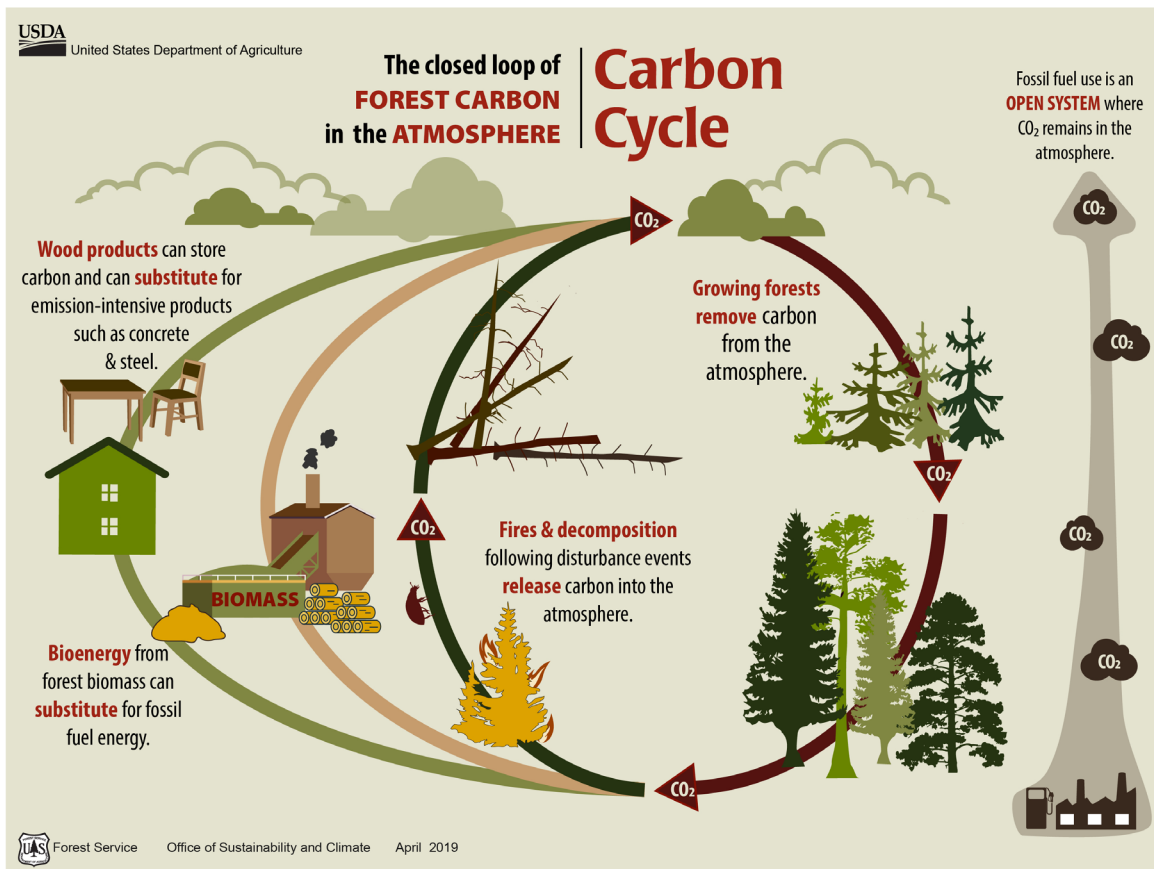 USDA
United States Department of Agriculture
The closed loop of
FOREST CARBON
in the ATMOSPHERE
Carbon
Cycle
Fossil fuel use is an
OPEN SYSTEM where
CO₂ remains in the
atmosphere.
CO₂
CO₂
CO₂
CO₂
CO₂
Wood products can store
carbon and can substitute for
emission-intensive products
such as concrete
& steel.
Growing forests
remove carbon
from the
atmosphere.
CO₂
CO₂
Fires & decomposition
following disturbance events
release carbon into the
atmosphere.
BIOMASS
Bioenergy from
forest biomass can
substitute for fossil
fuel energy.
CO₂
UAS
Forest Service
Office of Sustainability and Climate
April 2019